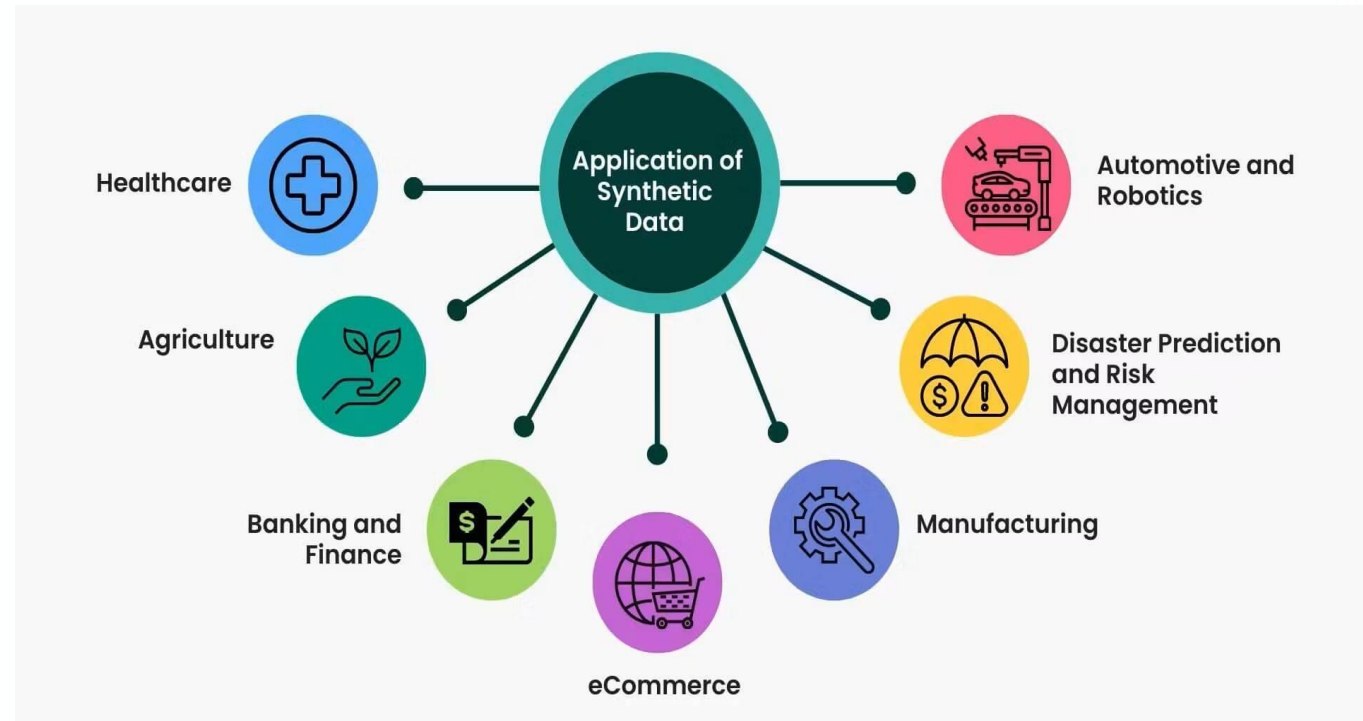 Application of
Synthetic
Data
Healthcare
Agriculture
Banking and
Finance
eCommerce
Manufacturing
Disaster Prediction
and Risk
Management
Automotive and
Robotics
$
$
!